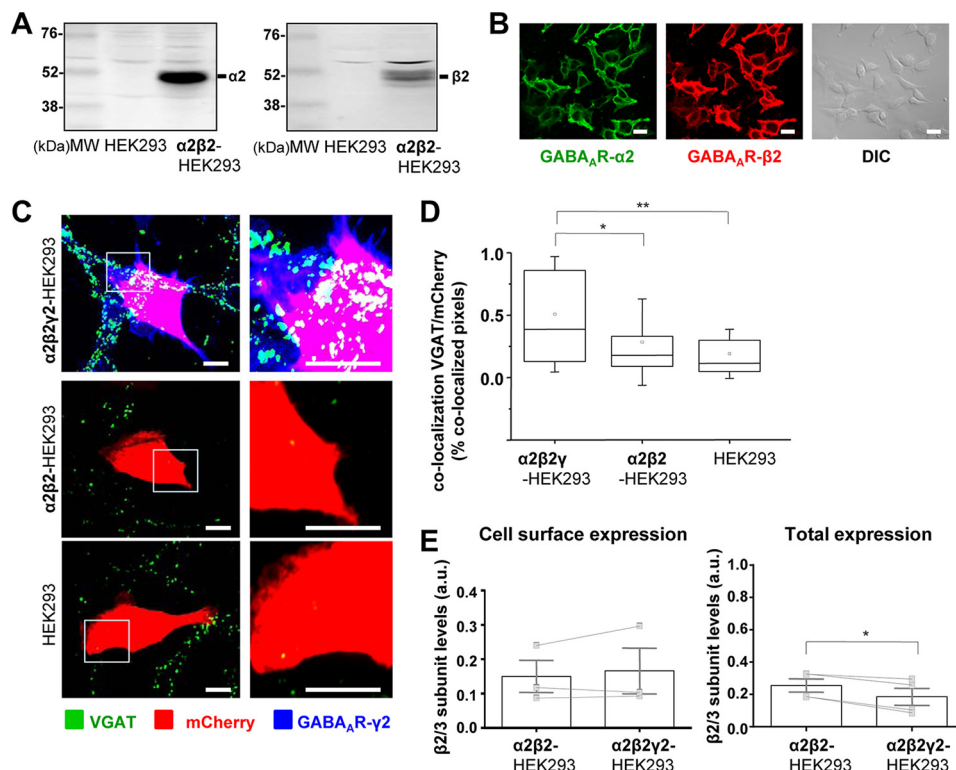 A
76-
52-
38-
α2
(kDa)MW HEK293 α2β2-
HEK293
76-
52-
38-
β2
(kDa)MW HEK293 α2β2-
HEK293
B
GABAAR-α2
GABAAR-β2
DIC
C
α2β2γ2-HEK293
α2β2-HEK293
HEK293
VGAT
mCherry
GABAAR-γ2
D
**
*
co-localization VGAT/mCherry
(% co-localized pixels)
1.0
0.5
0.0
α2β2γ
-HEK293
α2β2
-HEK293
HEK293
E
Cell surface expression
β2/3 subunit levels (a.u.)
0.4
0.3
0.2
0.1
0.0
α2β2-
HEK293
α2β2γ2-
HEK293
Total expression
β2/3 subunit levels (a.u.)
1.0
0.8
0.6
0.4
0.2
0.0
*
α2β2-
HEK293
α2β2γ2-
HEK293